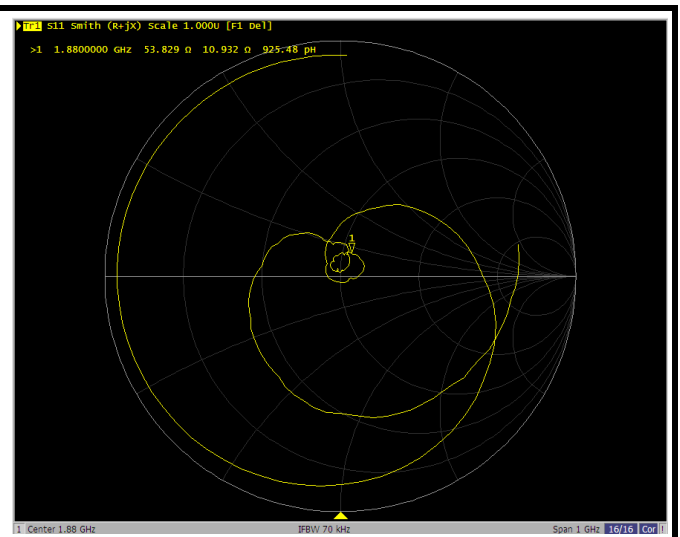 Tr1 S11 Smith (R+jX) Scale 1.000U [F1 Del]
>1 1.8800000 GHz 53.829 Ω 10.932 Ω 925.48 pH
1
1 Center 1.88 GHz IFBW 70 kHz Span 1 GHz 16/16 Cor !